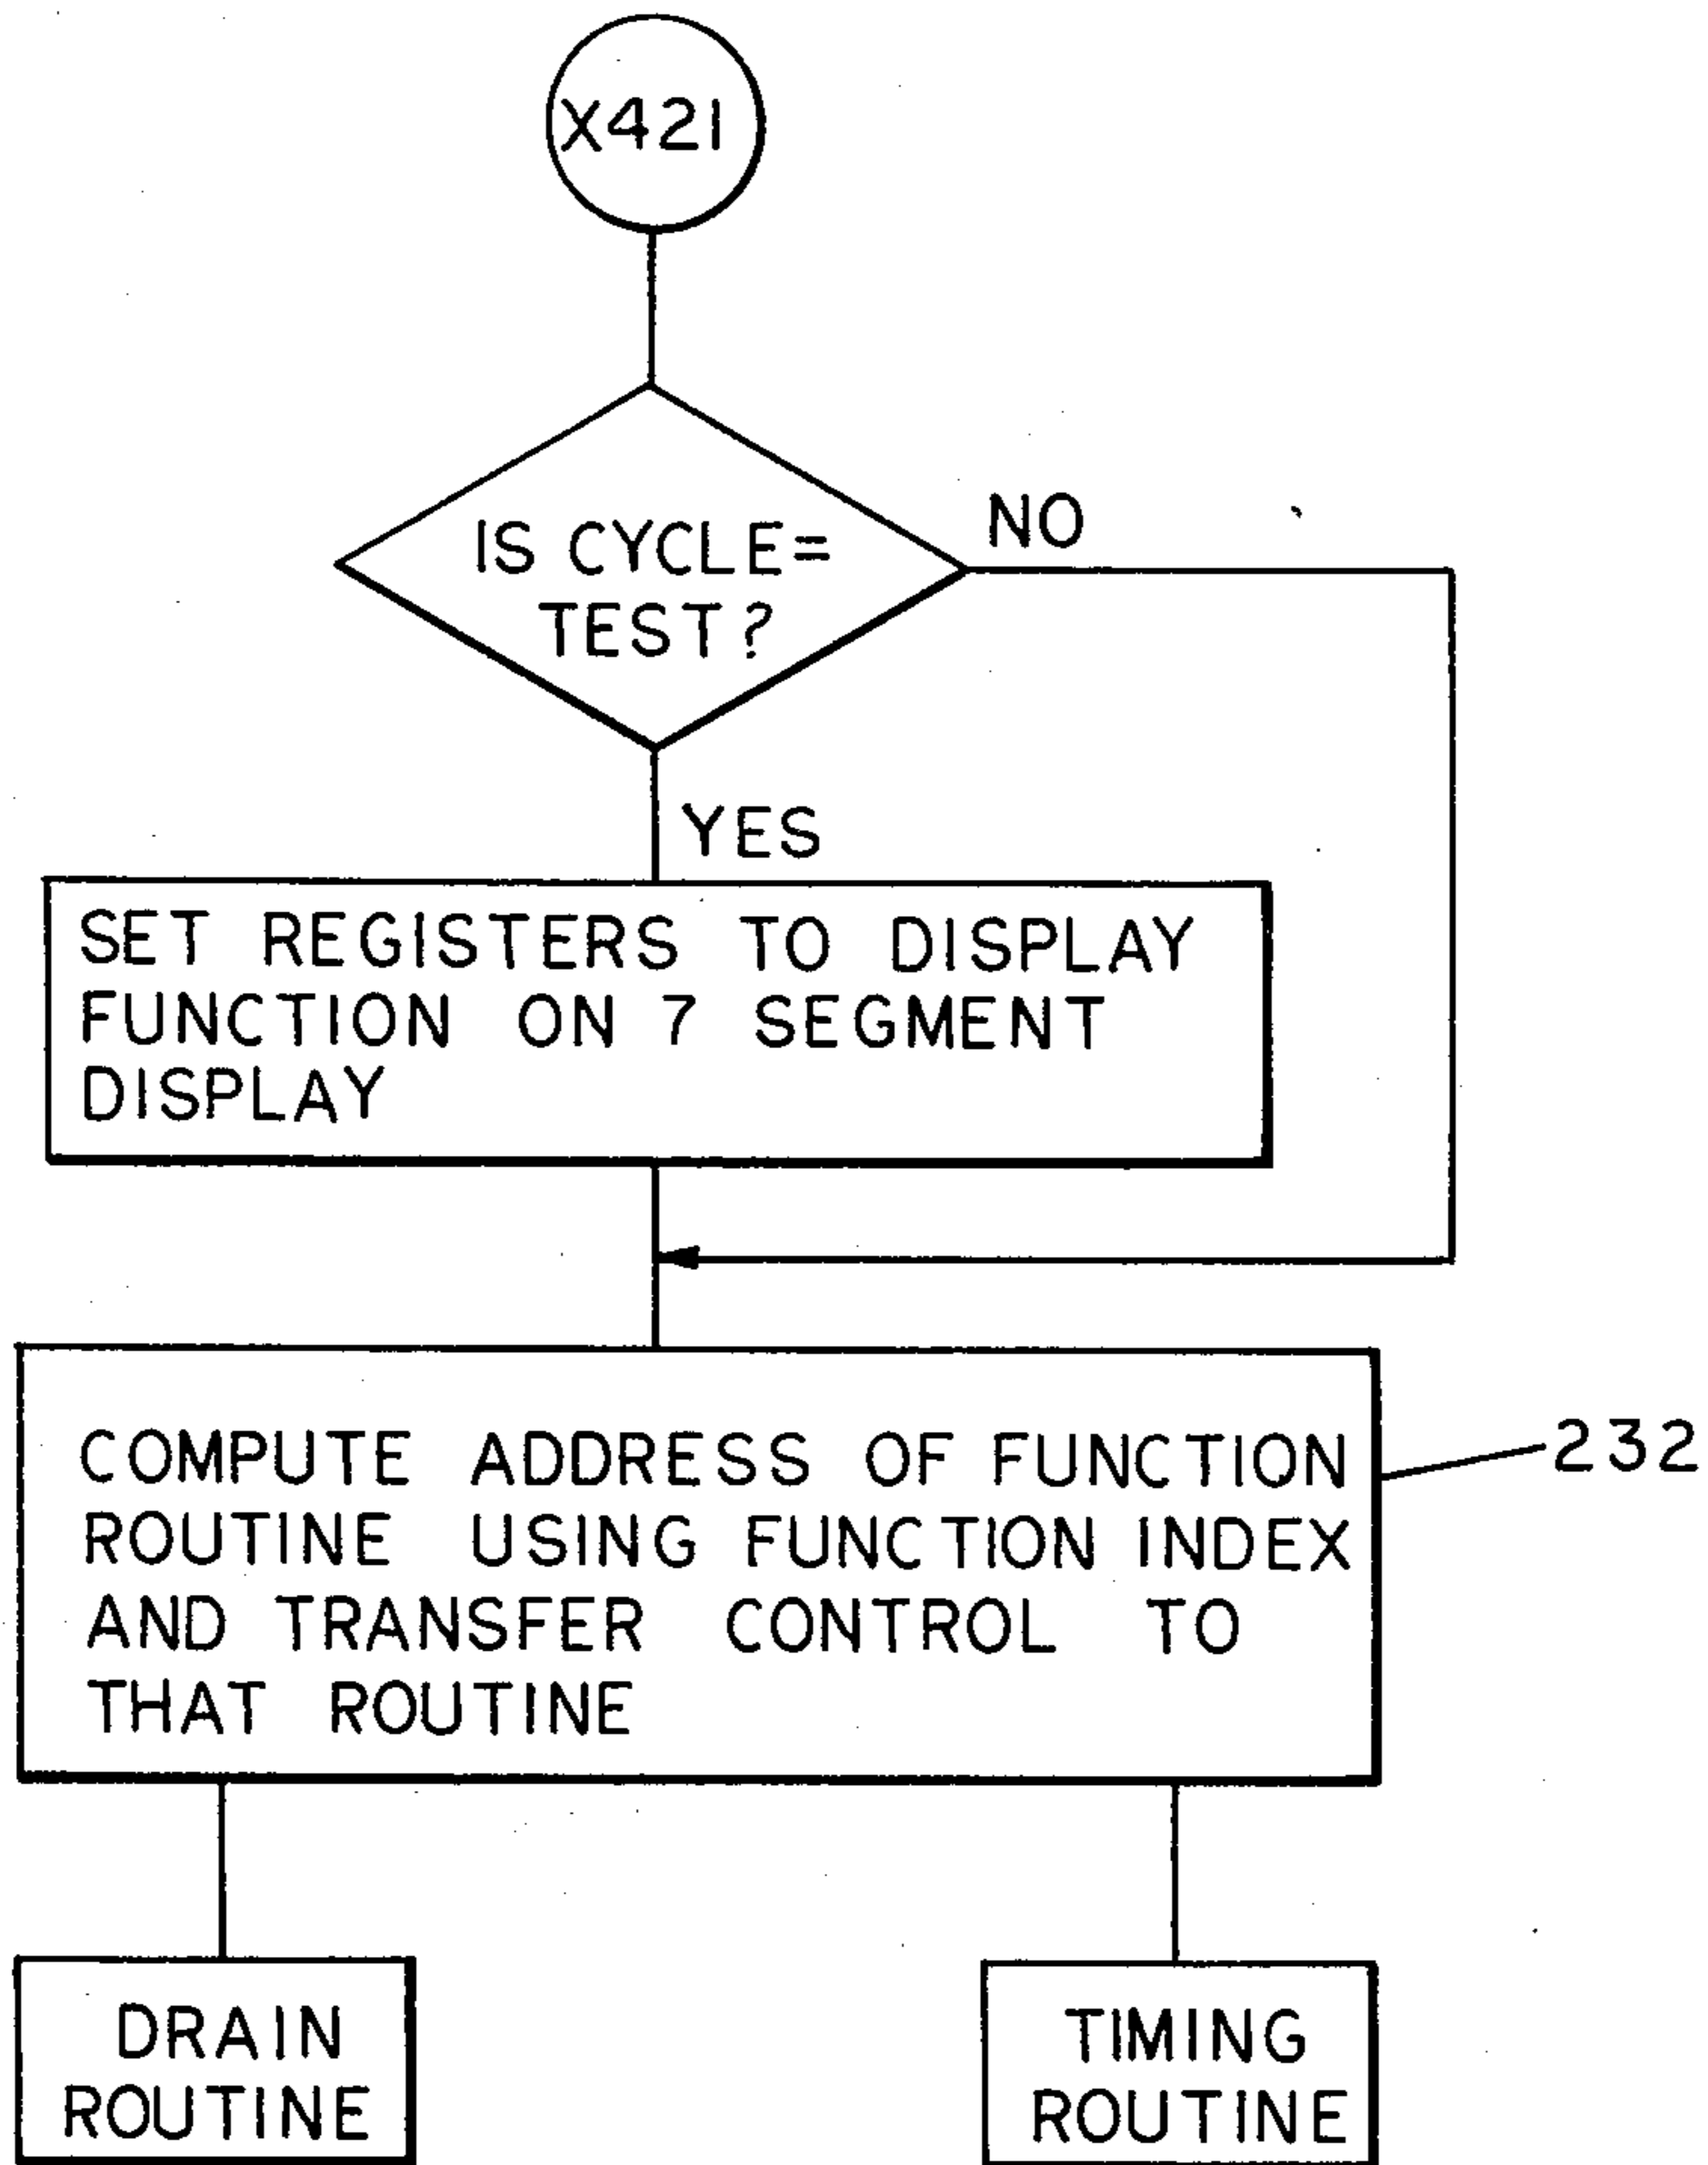 X421
IS CYCLE=
TEST?
NO
YES
SET REGISTERS TO DISPLAY
FUNCTION ON 7 SEGMENT
DISPLAY
COMPUTE ADDRESS OF FUNCTION
ROUTINE USING FUNCTION INDEX
AND TRANSFER CONTROL TO
THAT ROUTINE
232
DRAIN
ROUTINE
TIMING
ROUTINE